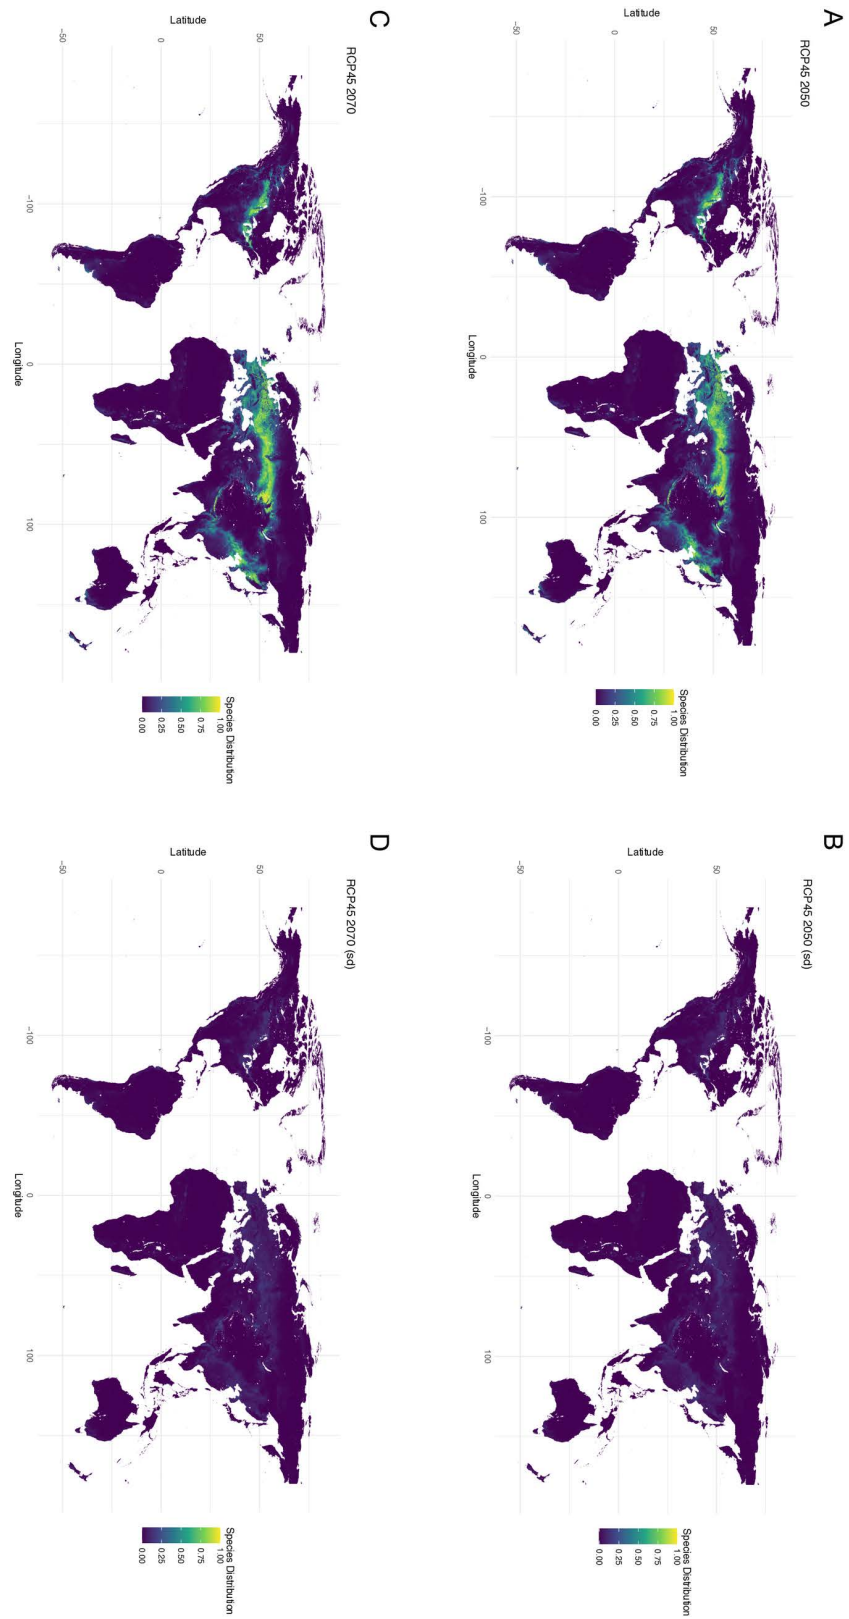 A
RCP45 2050
Latitude
50
0
−50
−100
0
100
Longitude
Species Distribution
1.00
0.75
0.50
0.25
0.00
B
RCP45 2050 (sd)
Latitude
50
0
−50
−100
0
100
Longitude
Species Distribution
1.00
0.75
0.50
0.25
0.00
C
RCP45 2070
Latitude
50
0
−50
−100
0
100
Longitude
Species Distribution
1.00
0.75
0.50
0.25
0.00
D
RCP45 2070 (sd)
Latitude
50
0
−50
−100
0
100
Longitude
Species Distribution
1.00
0.75
0.50
0.25
0.00